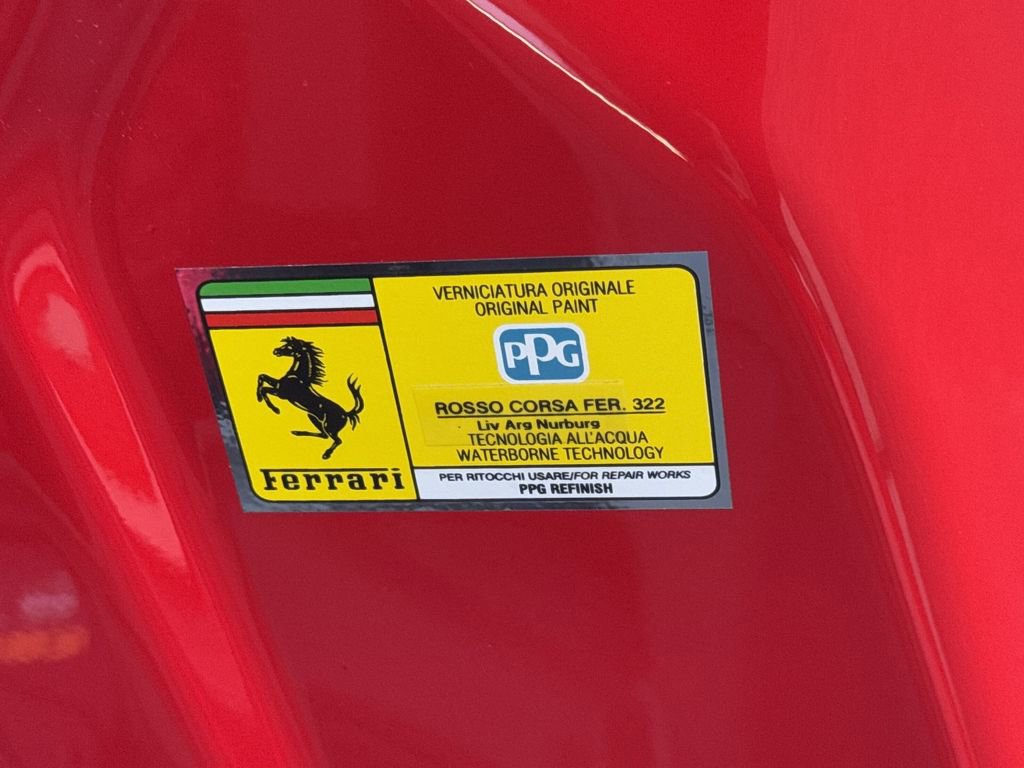 VERNICIATURA ORIGINALE
ORIGINAL PAINT
PPG
ROSSO CORSA FER. 322
Liv Arg Nurburg
TECNOLOGIA ALL'ACQUA
WATERBORNE TECHNOLOGY
Ferrari
PER RITOCCHI USARE/FOR REPAIR WORKS
PPG REFINISH